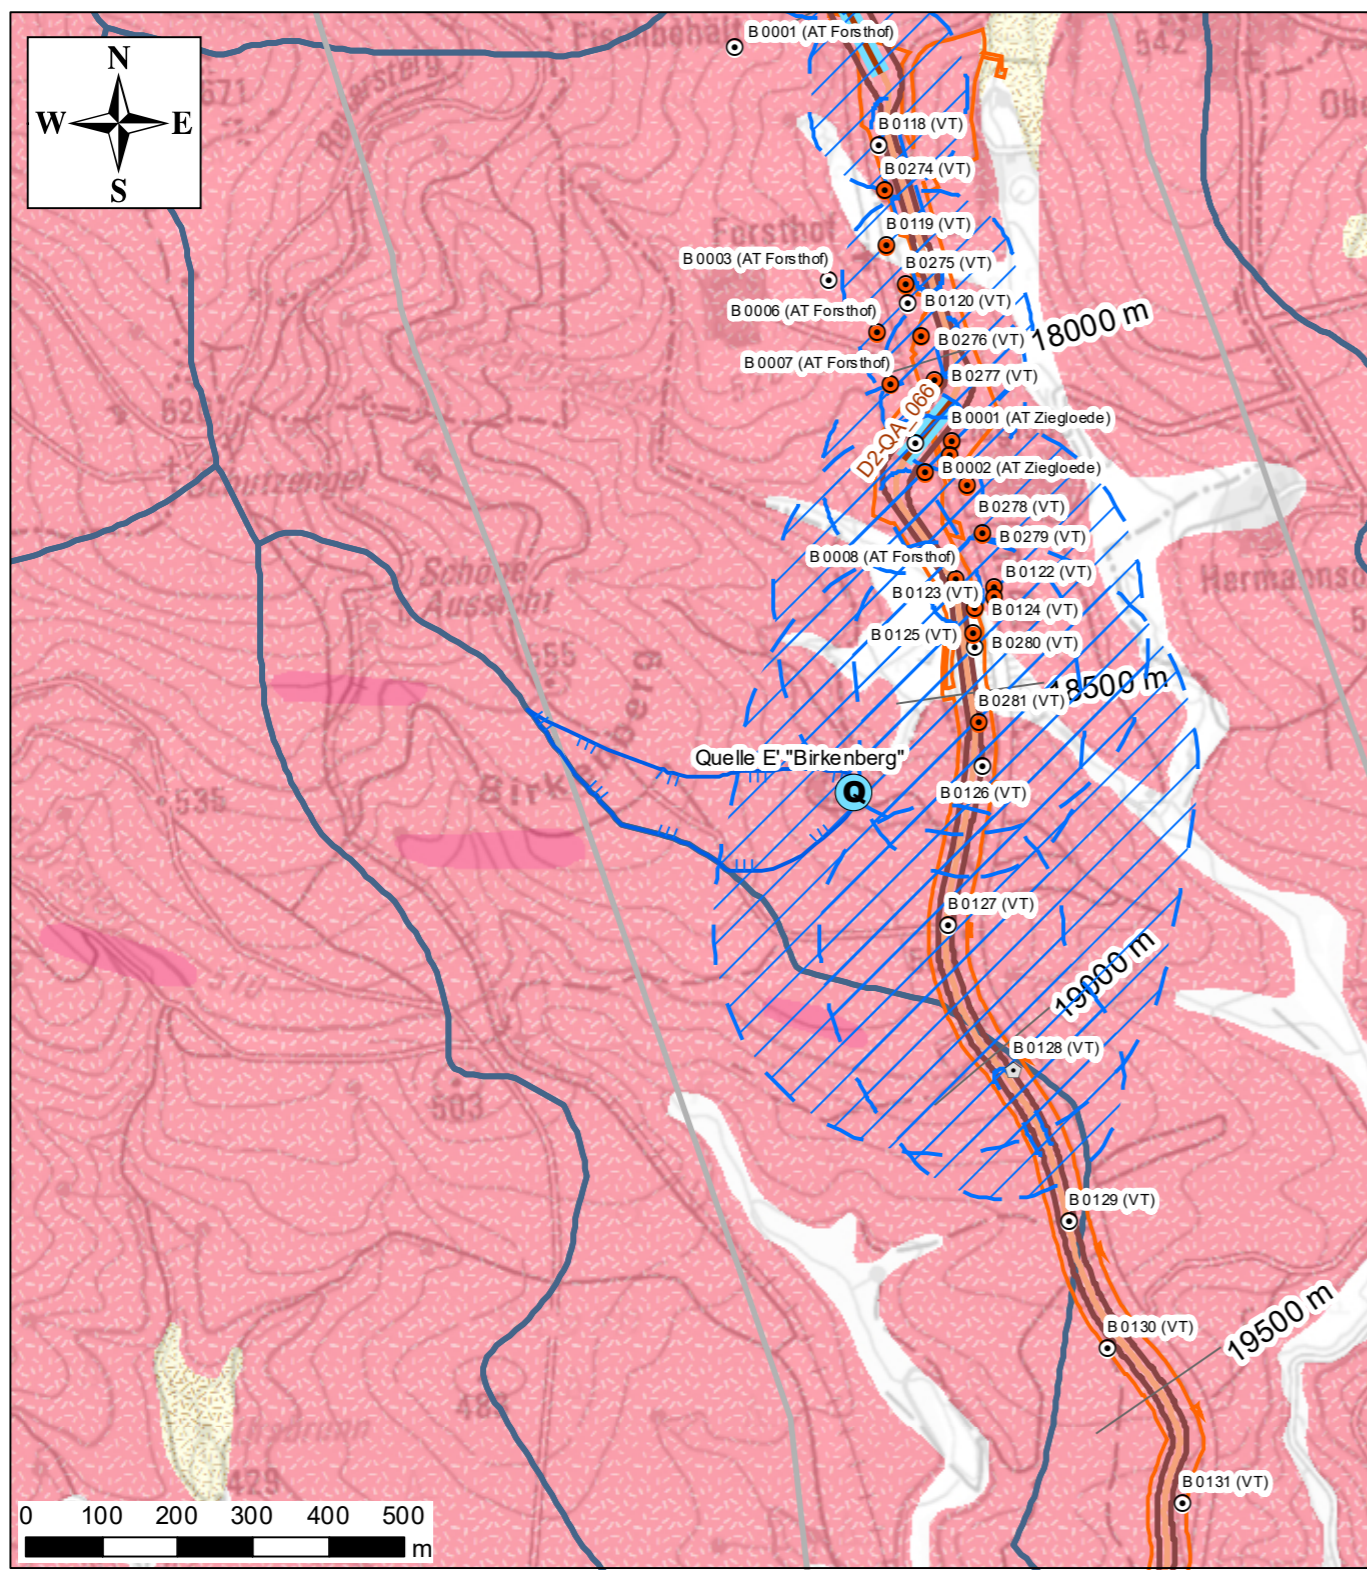 B 0001 (AT Forsthof)
N
W E
S
B 0118 (VT)
B 0274 (VT)
Forsthof
B 0119 (VT)
B 0003 (AT Forsthof)
B 0275 (VT)
B 0120 (VT)
B 0006 (AT Forsthof)
18000 m
B 0276 (VT)
B 0007 (AT Forsthof)
B 0277 (VT)
D2-QA_066
B 0001 (AT Ziegloede)
B 0002 (AT Ziegloede)
B 0278 (VT)
B 0279 (VT)
B 0008 (AT Forsthof)
B 0122 (VT)
B 0123 (VT)
B 0124 (VT)
B 0125 (VT)
B 0280 (VT)
Schöne
Aussicht
555
18500 m
B 0281 (VT)
Quelle E' "Birkenberg"
Q
Birk
berg
535
B 0126 (VT)
B 0127 (VT)
19000 m
B 0128 (VT)
503
B 0129 (VT)
19500 m
B 0130 (VT)
479
B 0131 (VT)
0 100 200 300 400 500
m